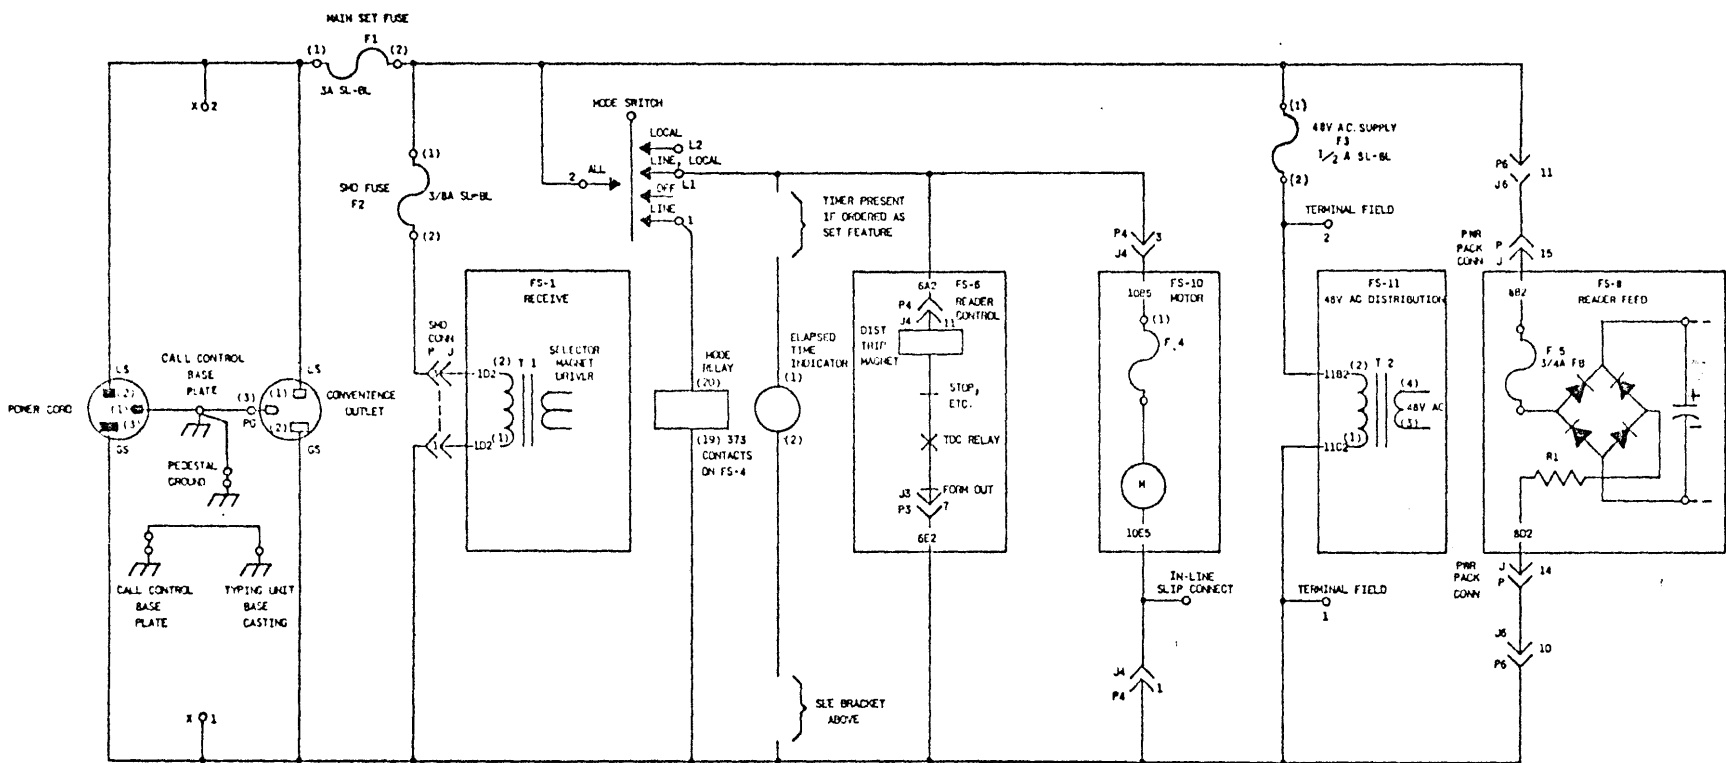 MAIN SET FUSE
F1
(1)
(2)
3A SL-BL
X 2
MODE SWITCH
LOCAL
L2
LINE, LOCAL
L1
2
ALL
OFF
LINE
1
(1)
SMD FUSE
F2
3/8A SL-BL
(2)
TIMER PRESENT
IF ORDERED AS
SET FEATURE
(1)
48V A.C. SUPPLY
F3
1/2 A SL-BL
(2)
TERMINAL FIELD
2
P6
J6
11
PWR
PACK
CONN
P
J
15
P4
J4
3
FS-1
RECEIVE
SMD
CONN
P J
1D2
(2)
T 1
SELECTOR
MAGNET
DRIVER
1D2
(1)
MODE
RELAY
(20)
(19) 373
CONTACTS
ON FS-4
ELAPSED
TIME
INDICATOR
(1)
(2)
6A2
FS-6
READER
CONTROL
P4
J4
11
DIST
TRIP
MAGNET
STOP,
ETC.
TDC RELAY
FORM OUT
J3
P3
7
6E2
10B5
FS-10
MOTOR
(1)
F 4
M
10E5
FS-11
48V AC DISTRIBUTION
11B2
(2)
T 2
(4)
48V AC
(3)
11C2
(1)
FS-8
READER FEED
8B2
F 5
3/4A FB
R1
8D2
POWER CORD
LS
(2)
(1)
(3)
GS
CALL CONTROL
BASE
PLATE
(3)
PG
LS
(1)
(2)
GS
CONVENIENCE
OUTLET
PEDESTAL
GROUND
CALL CONTROL
BASE
PLATE
TYPING UNIT
BASE
CASTING
X 1
SEE BRACKET
ABOVE
IN-LINE
SLIP CONNECT
J4
P4
1
TERMINAL FIELD
1
PWR
PACK
CONN
J
P
14
J6
P6
10